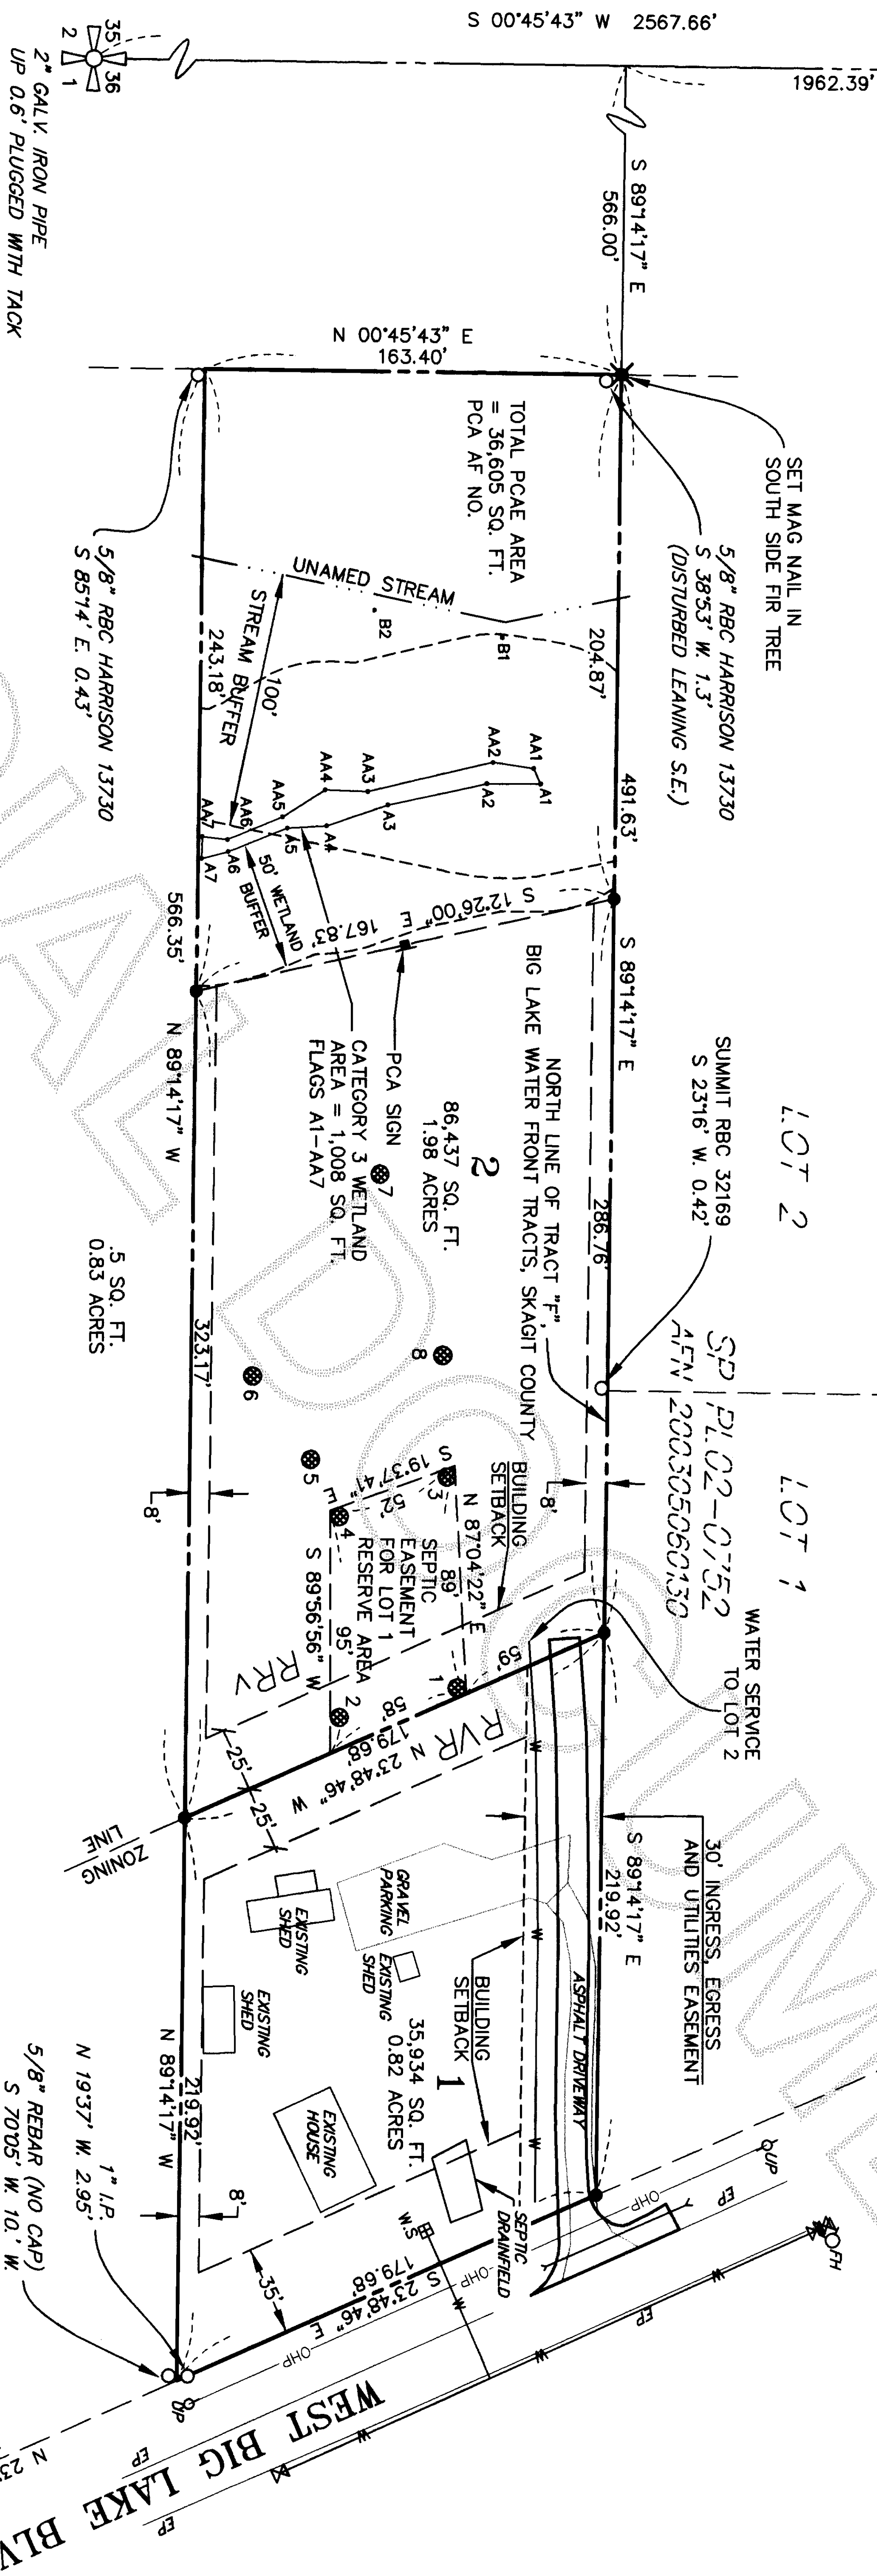 S 00°45'43" W 2567.66'
1962.39'
35
36
2
1
2" GALV. IRON PIPE
UP 0.6' PLUGGED WITH TACK
S 89°14'17" E
566.00'
N 00°45'43" E
163.40'
SET MAG NAIL IN
SOUTH SIDE FIR TREE
5/8" RBC HARRISON 13730
S 38°53' W. 1.3'
(DISTURBED LEANING S.E.)
5/8" RBC HARRISON 13730
S 85°14' E. 0.43'
TOTAL PCAE AREA
= 36,605 SQ. FT.
PCA AF NO.
UNAMED STREAM
B2
B1
204.87'
STREAM BUFFER
100'
243.18'
491.63'
AA1
A1
AA2
A2
AA3
A3
AA4
A4
AA5
A5
AA6
A6
AA7
A7
50' WETLAND
BUFFER
S 12°26'00" E
167.83'
566.35'
N 89°14'17" W
S 89°14'17" E
PCA SIGN
CATEGORY 3 WETLAND
AREA = 1,008 SQ. FT.
FLAGS A1-AA7
NORTH LINE OF TRACT "F",
BIG LAKE WATER FRONT TRACTS, SKAGIT COUNTY
SUMMIT RBC 32169
S 23°16' W. 0.42'
LOT 2
SP PL02-0752
AFN 200305060130
LOT 1
2
86,437 SQ. FT.
1.98 ACRES
286.76'
7
8
6
5
3
4
1
2
.5 SQ. FT.
0.83 ACRES
323.17'
8'
8'
BUILDING
SETBACK
S 19°37'41" E
52'
N 87°04'22" E
89'
SEPTIC
EASEMENT
FOR LOT 1
RESERVE AREA
95'
S 89°56'56" W
WATER SERVICE
TO LOT 2
59'
58'
N 23°48'46" W
179.68'
RRV
RVR
25'
25'
ZONING
LINE
30' INGRESS, EGRESS
AND UTILITIES EASEMENT
S 89°14'17" E
219.92'
W
W
W
ASPHALT DRIVEWAY
GRAVEL
PARKING
EXISTING
SHED
EXISTING
SHED
EXISTING
SHED
BUILDING
SETBACK
1
35,934 SQ. FT.
0.82 ACRES
EXISTING
HOUSE
SEPTIC
DRAINFIELD
W.S
219.92'
N 89°14'17" W
8'
35'
1" I.P.
N 19°37' W. 2.95'
5/8" REBAR (NO CAP)
S 70°05' W. 10.' W.
S 23°48'46" E
179.68'
OHP
OHP
OHP
UP
UP
EP
EP
EP
EP
W
W
W
W
FH
WEST BIG LAKE BLV
N 23°